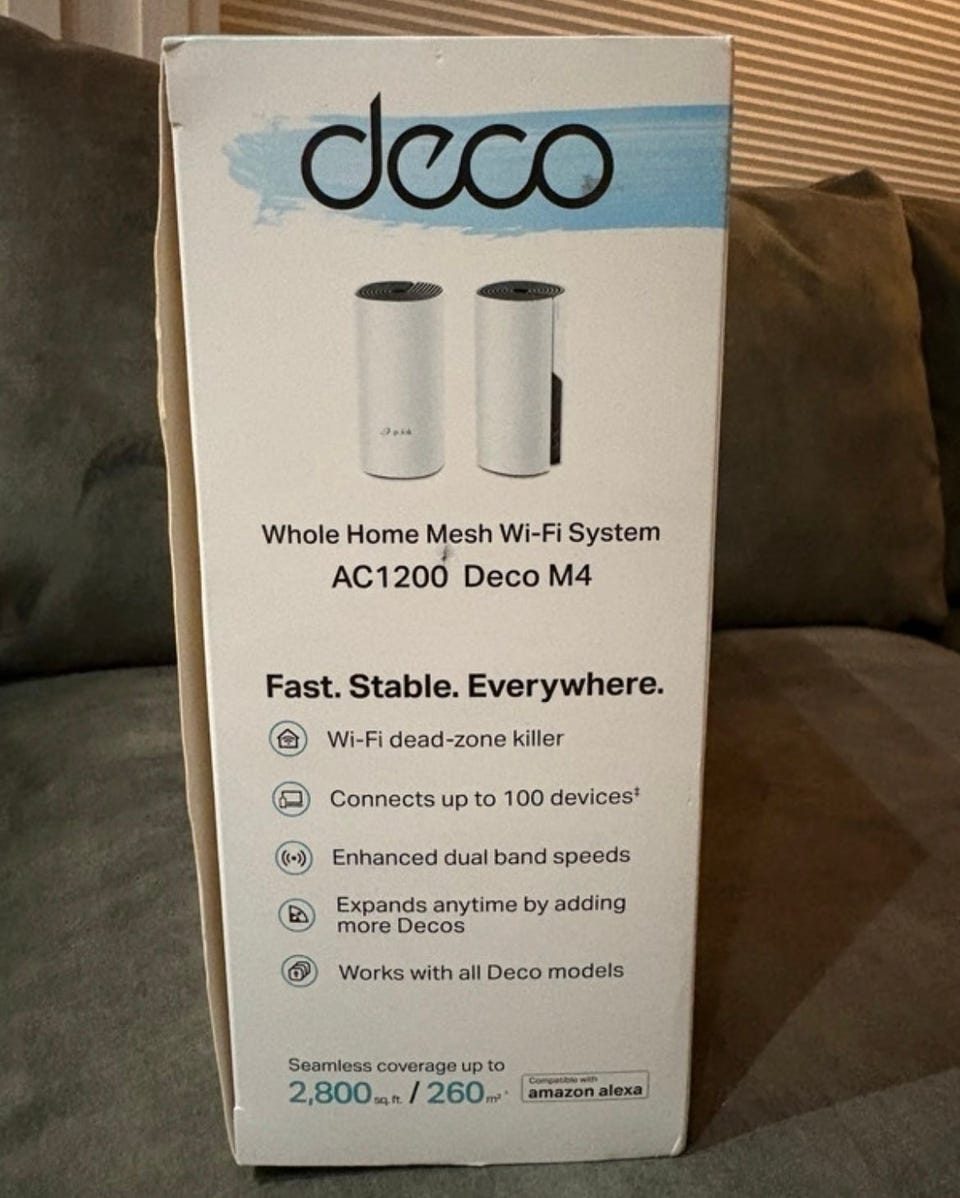 deco
tp-link
Whole Home Mesh Wi-Fi System
AC1200 Deco M4
Fast. Stable. Everywhere.
Wi-Fi dead-zone killer
Connects up to 100 devices‡
Enhanced dual band speeds
Expands anytime by adding
more Decos
Works with all Deco models
Seamless coverage up to
2,800 sq. ft. / 260 m²*
Compatible with
amazon alexa